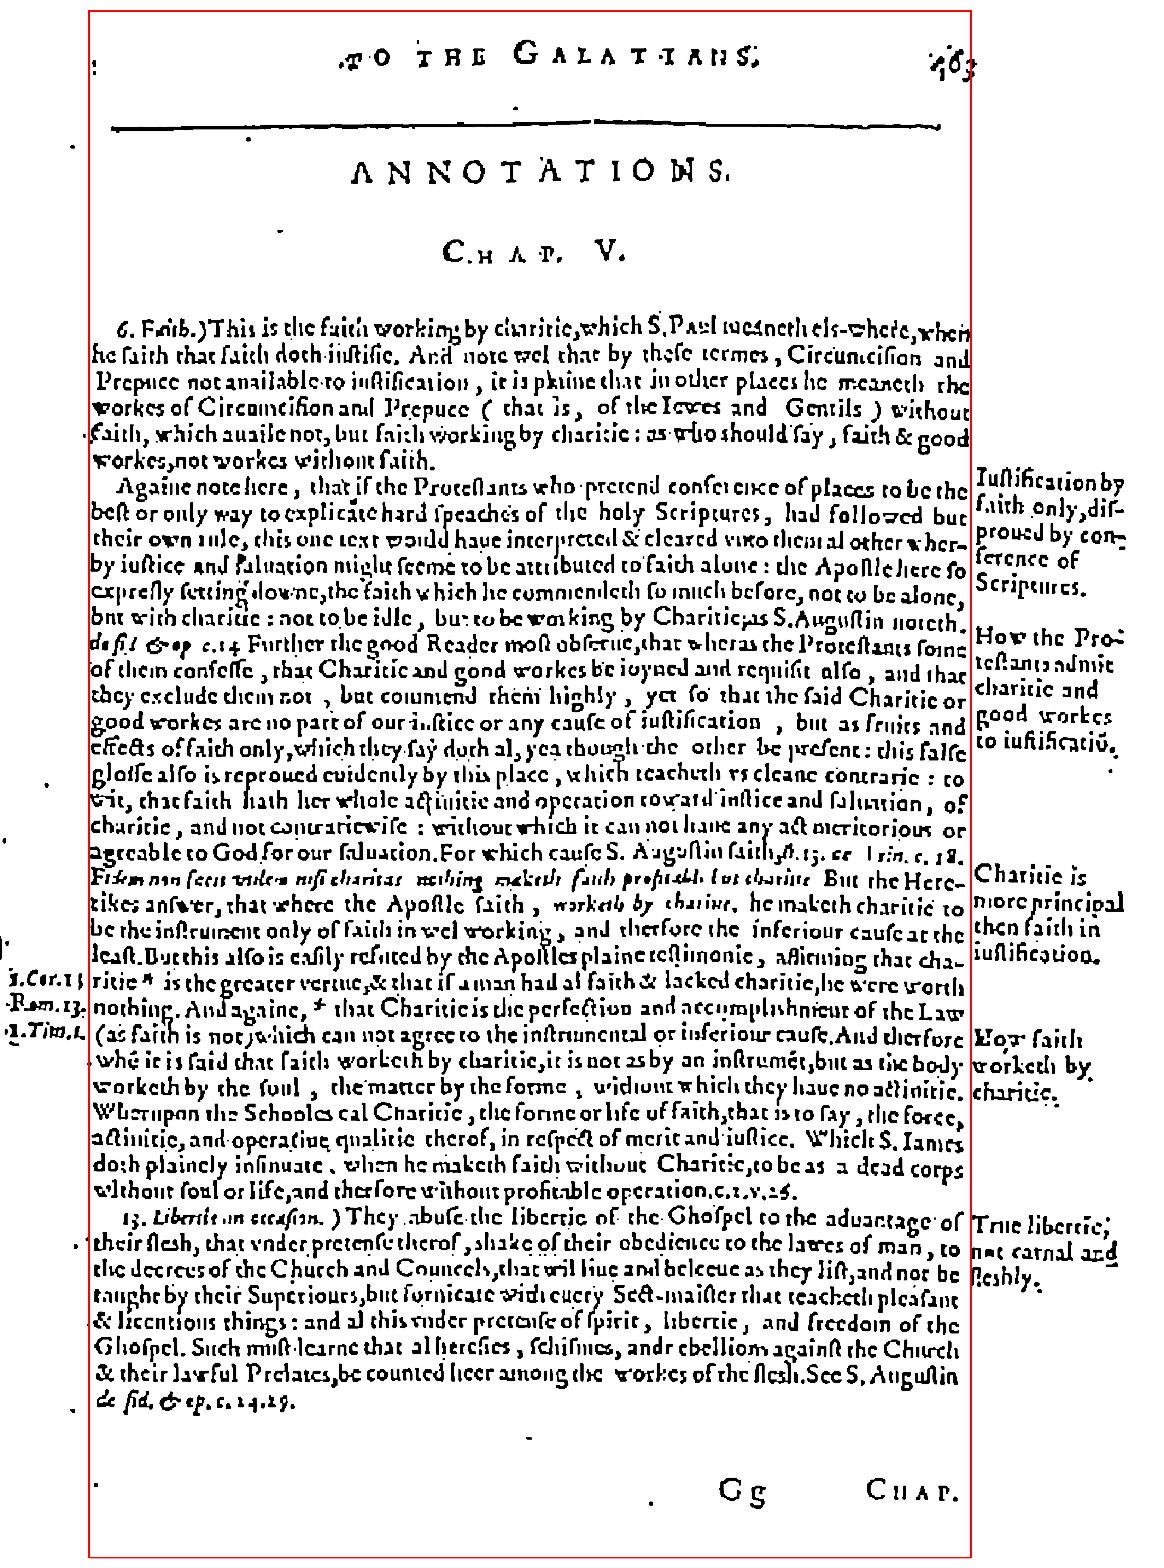 TO THE GALATIANS. 463
ANNOTATIONS.
CHAP. V.
6. Faith.) This is the faith working by charitie, which S. Paul meaneth els-where, when
he saith that faith doth iustifie. And note wel that by these termes, Circumcision and
Prepuce not auailable to iustification, it is plaine that in other places he meaneth the
workes of Circumcision and Prepuce (that is, of the Iewes and Gentils) without
faith, which auaile not, but faith working by charitie: as who should say, faith & good
workes, not workes without faith.
Againe note here, that if the Protestants who pretend conference of places to be the
best or only way to explicate hard speaches of the holy Scriptures, had followed but
their own rule, this one text would haue interpreted & cleared vnto them al other wher-
by iustice and saluation might seeme to be attributed to faith alone: the Apostle here so
expresly setting downe, the faith which he commendeth so much before, not to be alone,
but with charitie: not to be idle, but to be working by Charitie, as S. Augustin noteth.
de fid. & op. c. 14 Further the good Reader most obserue, that wheras the Protestants some
of them confesse, that Charitie and good workes be ioyned and requisit also, and that
they exclude them not, but commend them highly, yet so that the said Charitie or
good workes are no part of our iustice or any cause of iustification, but as fruits and
effects of faith only, which they say doth al, yea though the other be present: this false
glosse also is reproued euidently by this place, which teacheth vs cleane contrarie: to
wit, that faith hath her whole actiuitie and operation toward iustice and saluation, of
charitie, and not contrariewise: without which it can not haue any act meritorious or
agreable to God for our saluation. For which cause S. Augustin saith, li. 15. de Trin. c. 18.
Fidem non facit vtilem nisi charitas nothing maketh faith profitable but charitie But the Here-
tikes answer, that where the Apostle saith, worketh by charitie. he maketh charitie to
be the instrument only of faith in wel working, and therfore the inferiour cause at the
least. But this also is easily refuted by the Apostles plaine testimonie, affirming that cha-
ritie * is the greater vertue, & that if a man had al faith & lacked charitie, he were worth
nothing. And againe, * that Charitie is the perfection and accomplishment of the Law
(as faith is not) which can not agree to the instrumental or inferiour cause. And therfore
whē it is said that faith worketh by charitie, it is not as by an instrumēt, but as the body
worketh by the soul, the matter by the forme, without which they haue no actiuitie.
Wherupon the Schooles cal Charitie, the forme or life of faith, that is to say, the force,
actiuitie, and operatiue qualitie therof, in respect of merit and iustice. Which S. Iames
doth plainely insinuate, when he maketh faith without Charitie, to be as a dead corps
without soul or life, and therfore without profitable operation. c. 2. v. 26.
13. Libertie an occasion.) They abuse the libertie of the Ghospel to the aduantage of
their flesh, that vnder pretense therof, shake of their obedience to the lawes of man, to
the decrees of the Church and Councels, that wil liue and beleeue as they list, and not be
taught by their Superiours, but fornicate with euery Sect-maister that teacheth pleasant
& licentious things: and al this vnder pretense of spirit, libertie, and freedom of the
Ghospel. Such must learne that al heresies, schismes, and rebellions against the Church
& their lawful Prelates, be counted heer among the workes of the flesh. See S. Augustin
de fid. & op. c. 24. 25.
Gg CHAP.
Iustification by
faith only, dis-
proued by con-
ference of
Scriptures.
How the Pro-
testants admit
charitie and
good workes
to iustificatiō.
Charitie is
more principal
then faith in
iustification.
1. Cor. 13
Rom. 13.
1. Tim. 1.
How faith
worketh by
charitie.
True libertie,
not carnal and
fleshly.